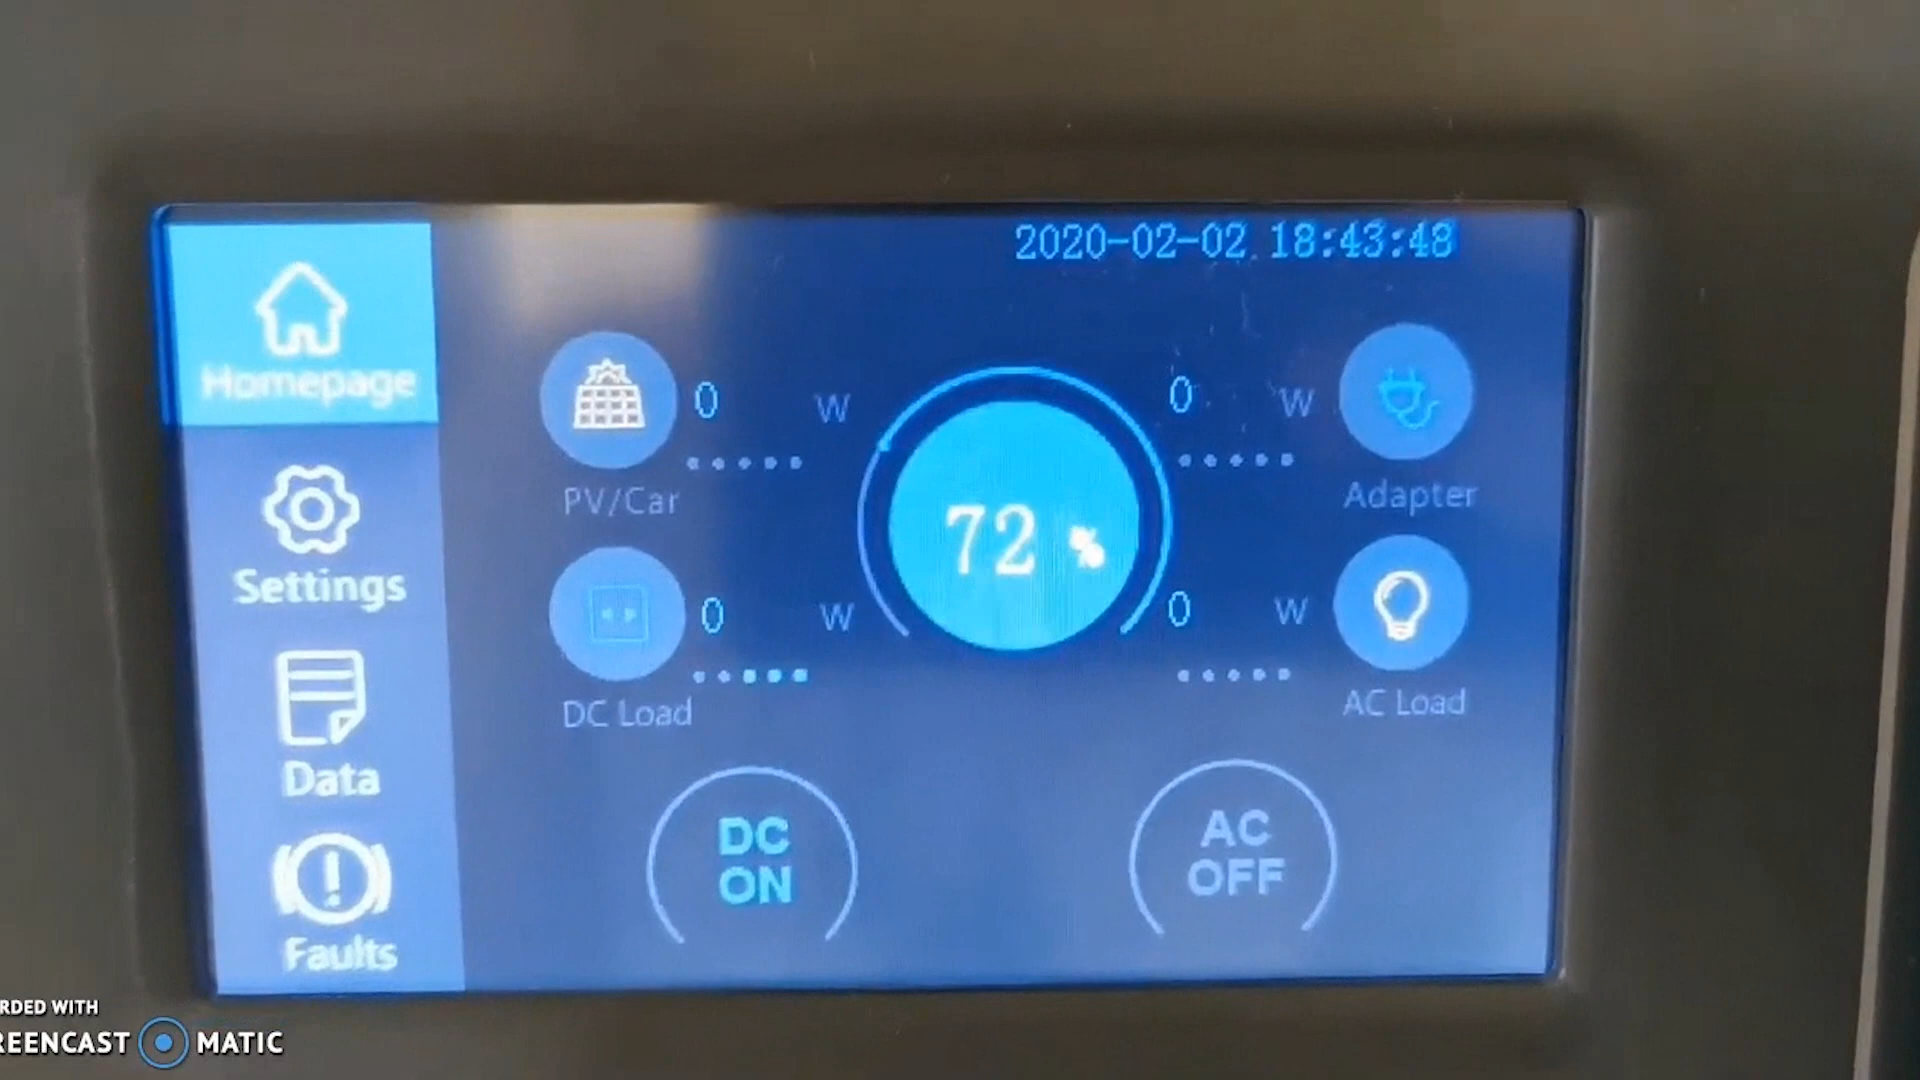 2020-02-02 18:43:48
Homepage
Settings
Data
Faults
0 W
PV/Car
0 W
Adapter
72 %
0 W
DC Load
0 W
AC Load
DC
ON
AC
OFF
RDED WITH
REENCAST MATIC